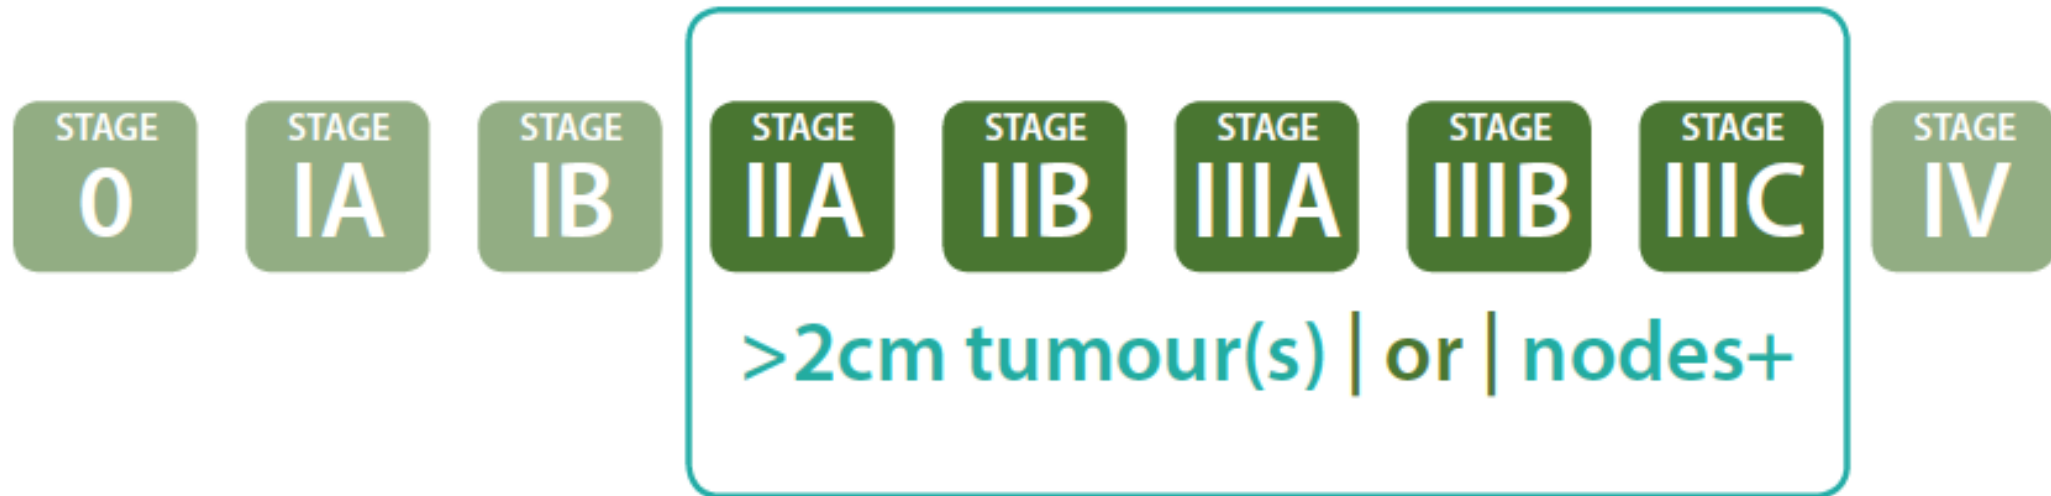 STAGE STAGE STAGE STAGE STAGE STAGE STAGE STAGE STAGE
0 IA IB IIA IIB IIIA IIIB IIIC IV
>2cm tumour(s) | or | nodes+